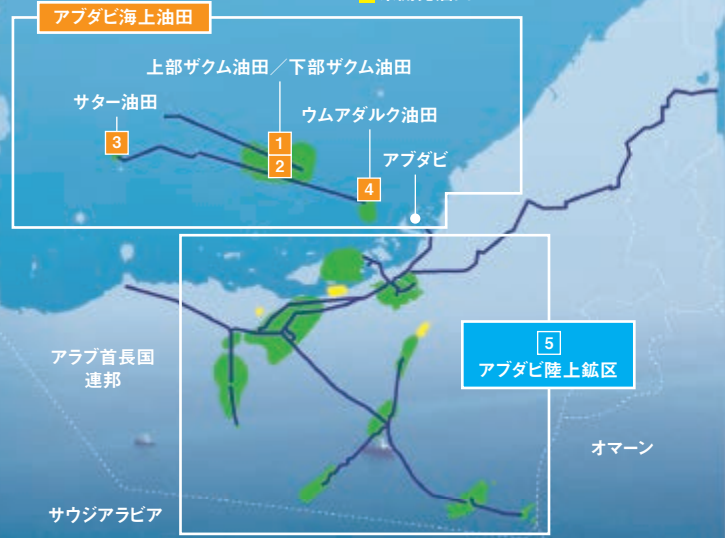 アブダビ海上油田
上部ザクム油田／下部ザクム油田
サター油田
ウムアダルク油田
アブダビ
3
1
2
4
5
アブダビ陸上鉱区
アラブ首長国
連邦
オマーン
サウジアラビア